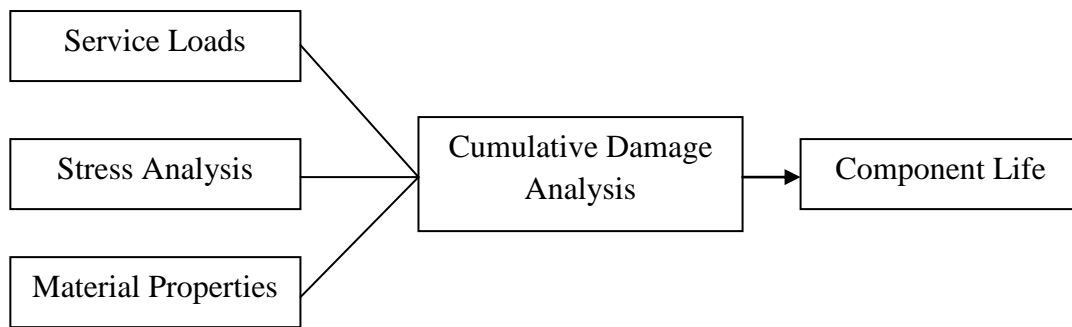 Service Loads
Stress Analysis
Material Properties
Cumulative Damage
Analysis
Component Life